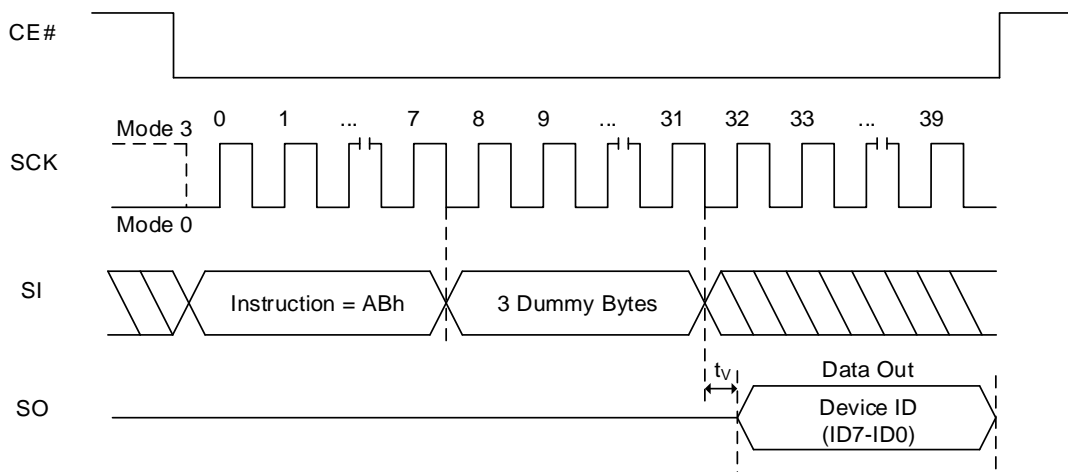 CE#
0 1 ... 7 8 9 ... 31 32 33 ... 39
Mode 3
SCK
Mode 0
SI
Instruction = ABh
3 Dummy Bytes
tV
Data Out
SO
Device ID
(ID7-ID0)